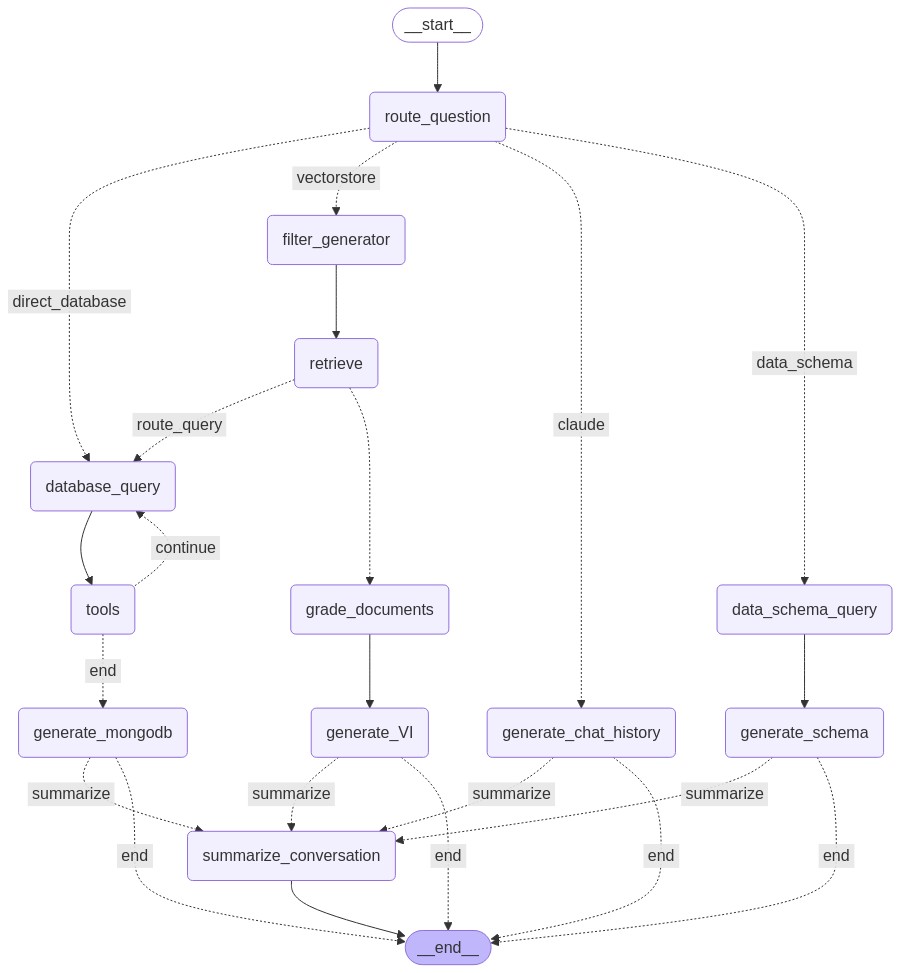 __start__
route_question
vectorstore
filter_generator
direct_database
retrieve
data_schema
route_query
claude
database_query
continue
tools
grade_documents
data_schema_query
end
generate_mongodb
generate_VI
generate_chat_history
generate_schema
summarize
summarize
summarize
summarize
summarize_conversation
end
end
end
end
__end__